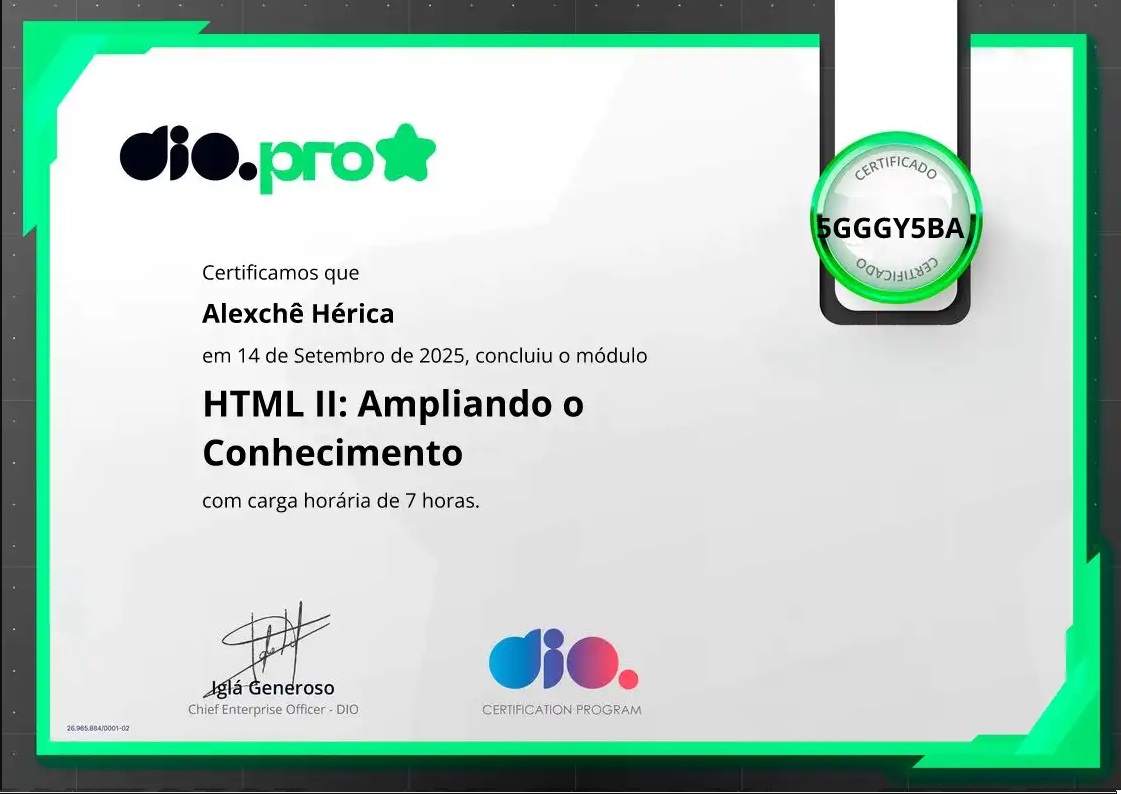 dio.pro
CERTIFICADO
5GGGY5BA
CERTIFICADO
Certificamos que
Alexchê Hérica
em 14 de Setembro de 2025, concluiu o módulo
HTML II: Ampliando o
Conhecimento
com carga horária de 7 horas.
Iglá Generoso
Chief Enterprise Officer - DIO
dio.
CERTIFICATION PROGRAM
26.965.884/0001-02